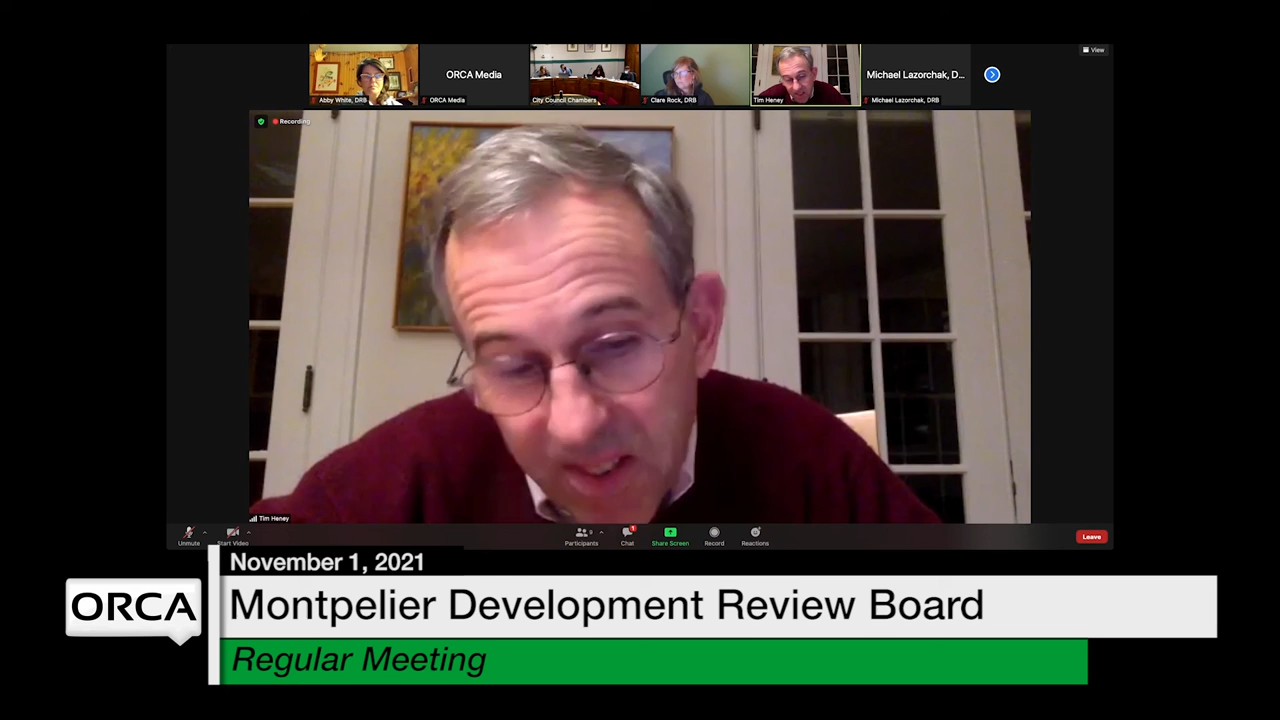 View
ORCA Media
Michael Lazorchak, D...
Abby White, DRB
ORCA Media
City Council Chambers
Clare Rock, DRB
Tim Heney
Michael Lazorchak, DRB
Recording
Tim Heney
Unmute
Start Video
Participants
9
Chat
1
Share Screen
Record
Reactions
Leave
November 1, 2021
ORCA
Montpelier Development Review Board
Regular Meeting